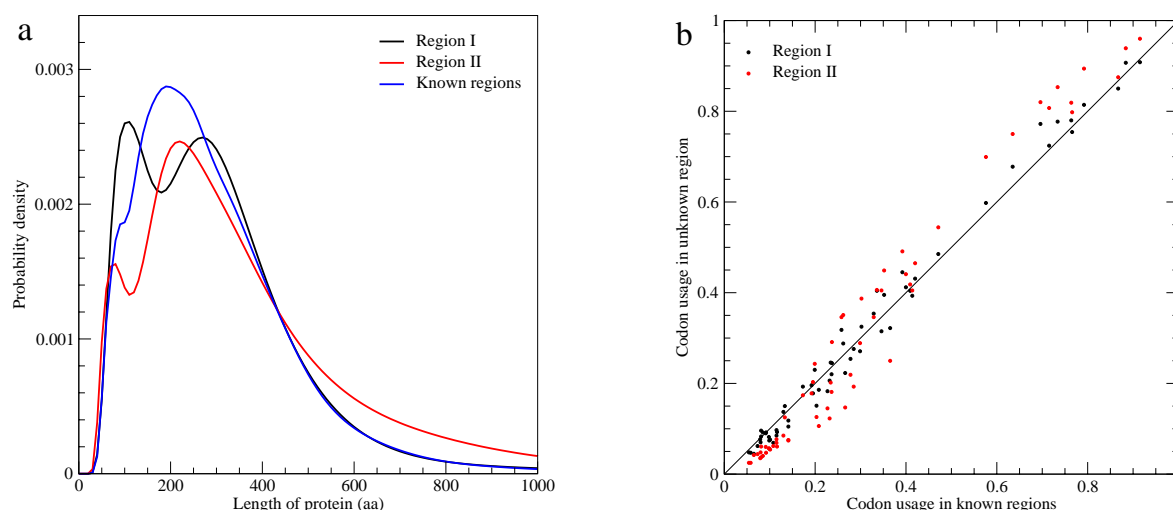 a
Region I
Region II
Known regions
0.003
0.002
0.001
0
Probability density
0
200
400
600
800
1000
Length of protein (aa)
b
Region I
Region II
1
0.8
0.6
0.4
0.2
0
Codon usage in unknown region
0
0.2
0.4
0.6
0.8
Codon usage in known regions